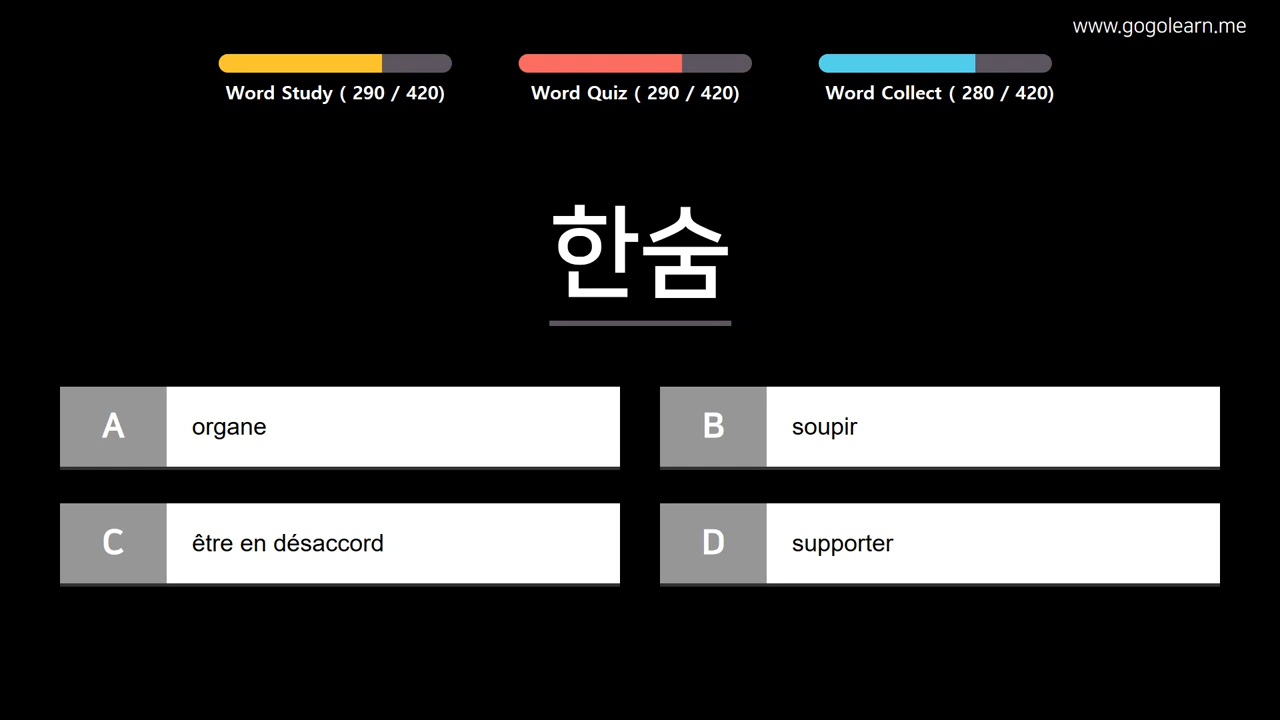 www.gogolearn.me
Word Study ( 290 / 420)
Word Quiz ( 290 / 420)
Word Collect ( 280 / 420)
한숨
A organe
B soupir
C être en désaccord
D supporter